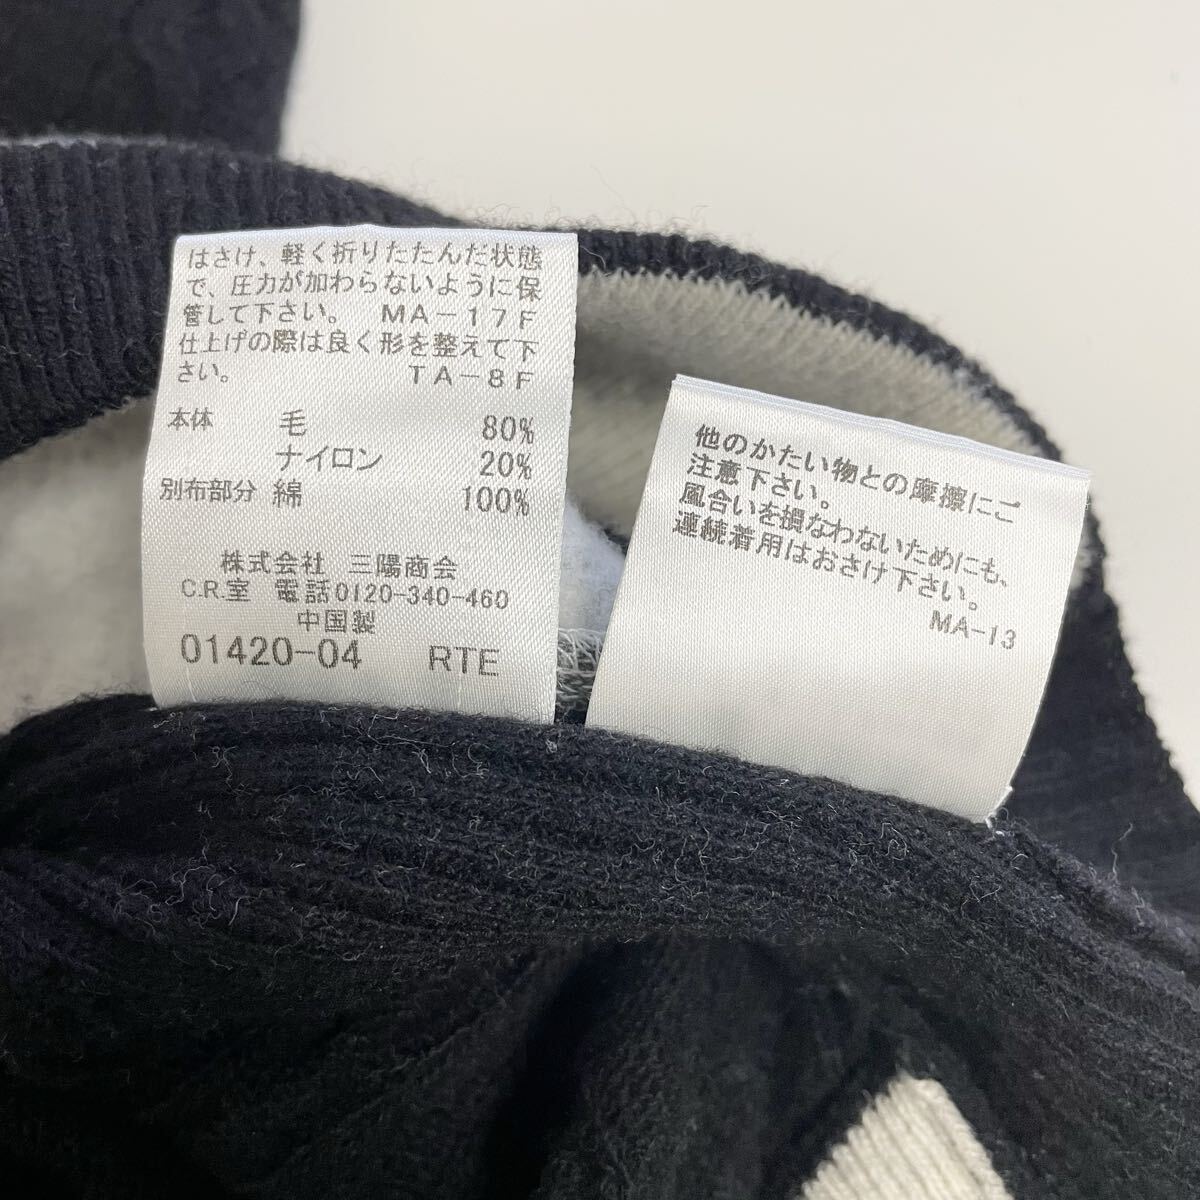 はさけ、軽く折りたたんだ状態
で、圧力が加わらないように保
管して下さい。 MA-17F
仕上げの際は良く形を整えて下
さい。 TA-8F
本体 毛 80%
ナイロン 20%
別布部分 綿 100%
株式会社 三陽商会
C.R.室 電話0120-340-460
中国製
01420-04 RTE
他のかたい物との摩擦にご
注意下さい。
風合いを損なわないためにも、
連続着用はおさけ下さい。
MA-13